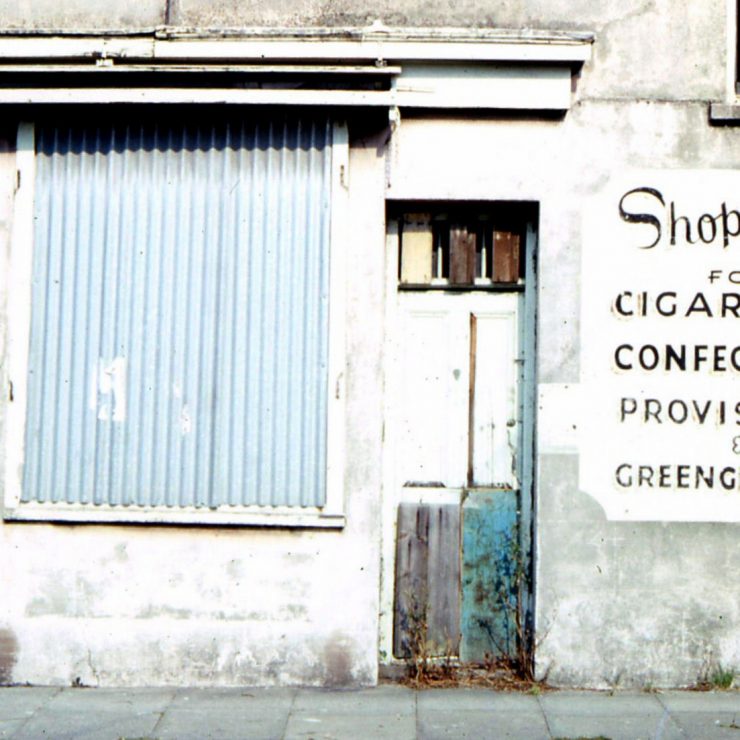 Shop
FO
CIGAR
CONFEC
PROVIS
&
GREENG